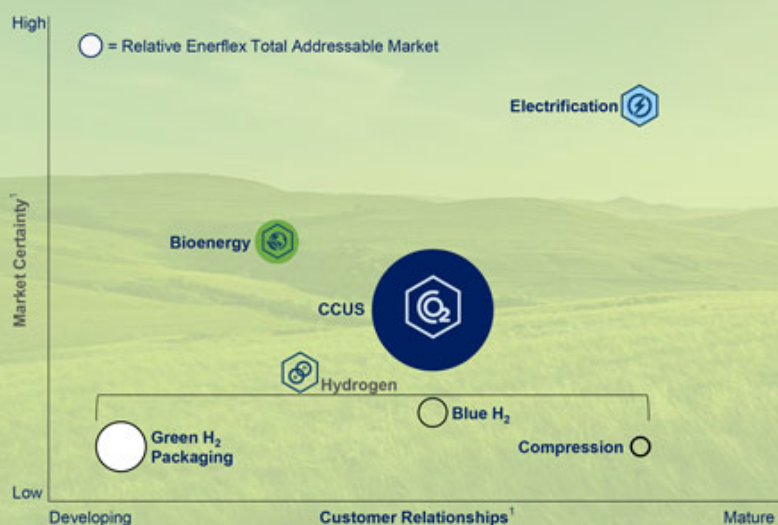 High
= Relative Enerflex Total Addressable Market
Electrification
Market Certainty¹
Bioenergy
CCUS
CO₂
Hydrogen
Blue H₂
Green H₂
Packaging
Compression
Low
Developing
Customer Relationships¹
Mature